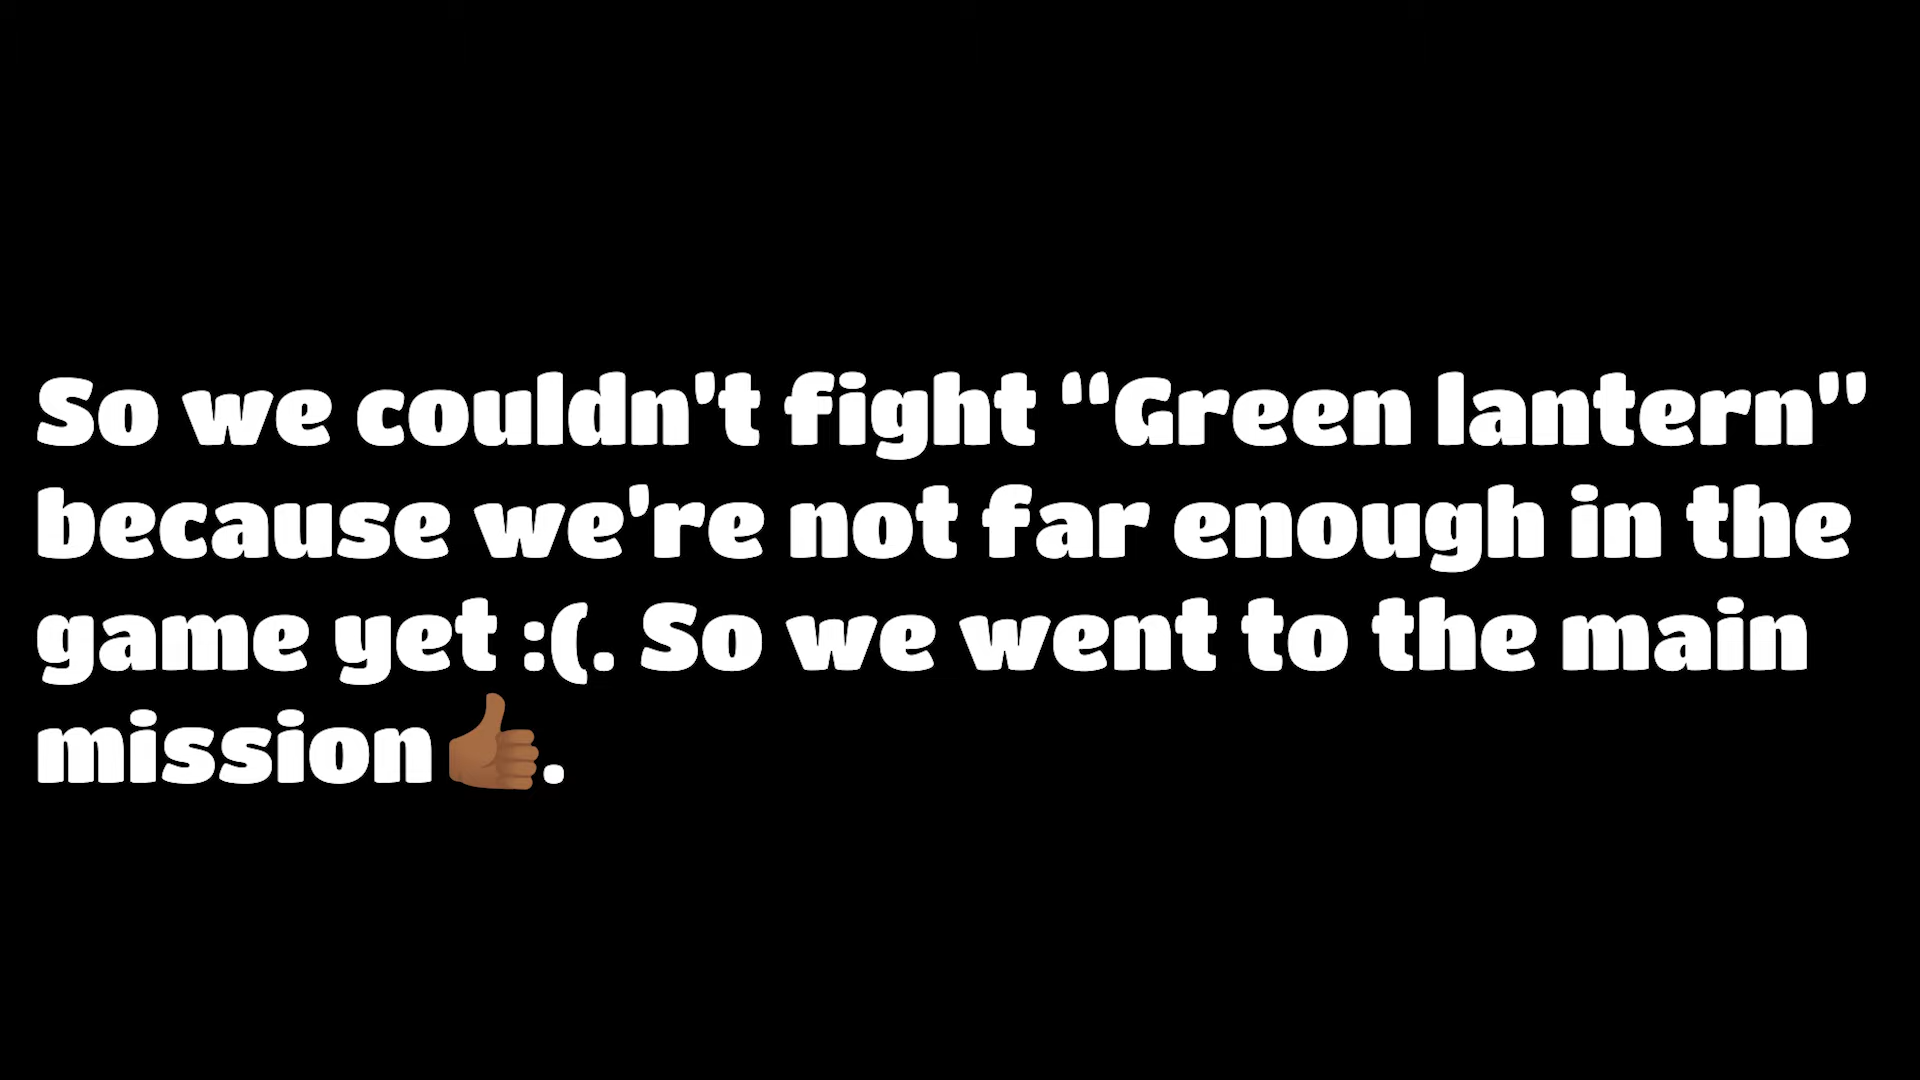 So we couldn't fight “Green lantern”
because we're not far enough in the
game yet :(. So we went to the main
mission👍🏾.